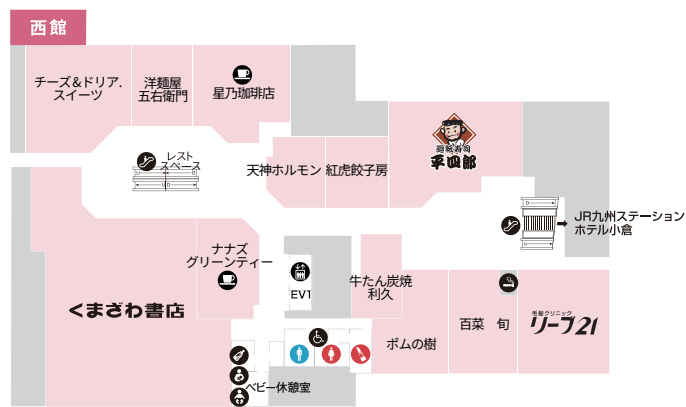 西館
チーズ&ドリア.
スイーツ
洋麺屋
五右衛門
星乃珈琲店
レスト
スペース
天神ホルモン
紅虎餃子房
廻転寿司
平四郎
JR九州ステーション
ホテル小倉
ナナズ
グリーンティー
くまざわ書店
EV1
牛たん炭焼
利久
ポムの樹
百菜 旬
毛髪クリニック
リーブ21
ベビー休憩室